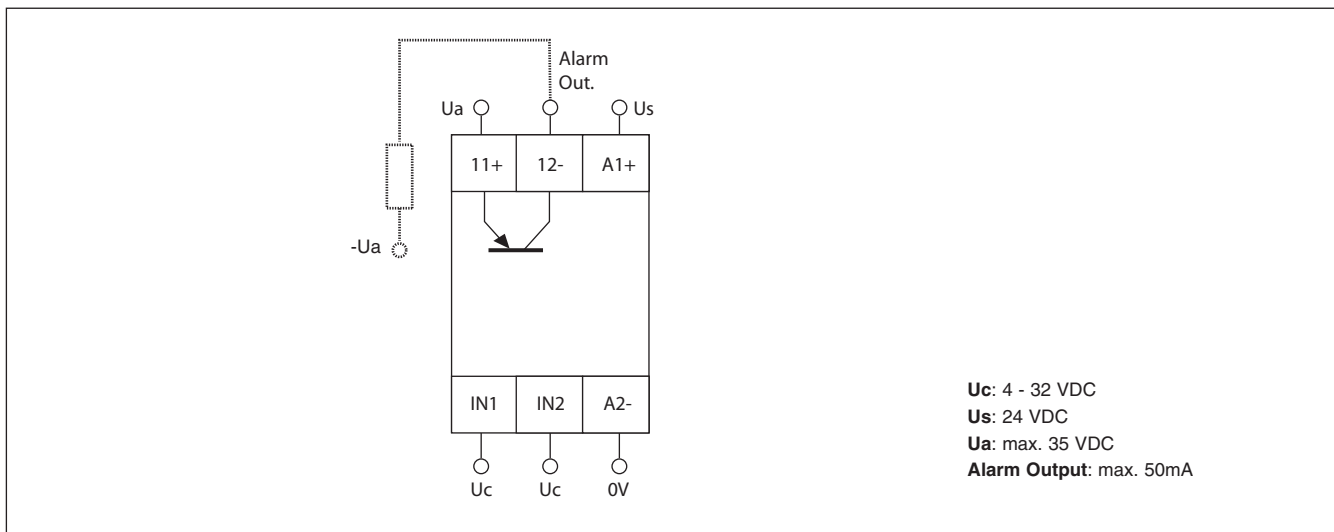 Alarm
Out.
Ua
Us
11+
12-
A1+
-Ua
IN1
IN2
A2-
Uc
Uc
0V
Uc: 4 - 32 VDC
Us: 24 VDC
Ua: max. 35 VDC
Alarm Output: max. 50mA